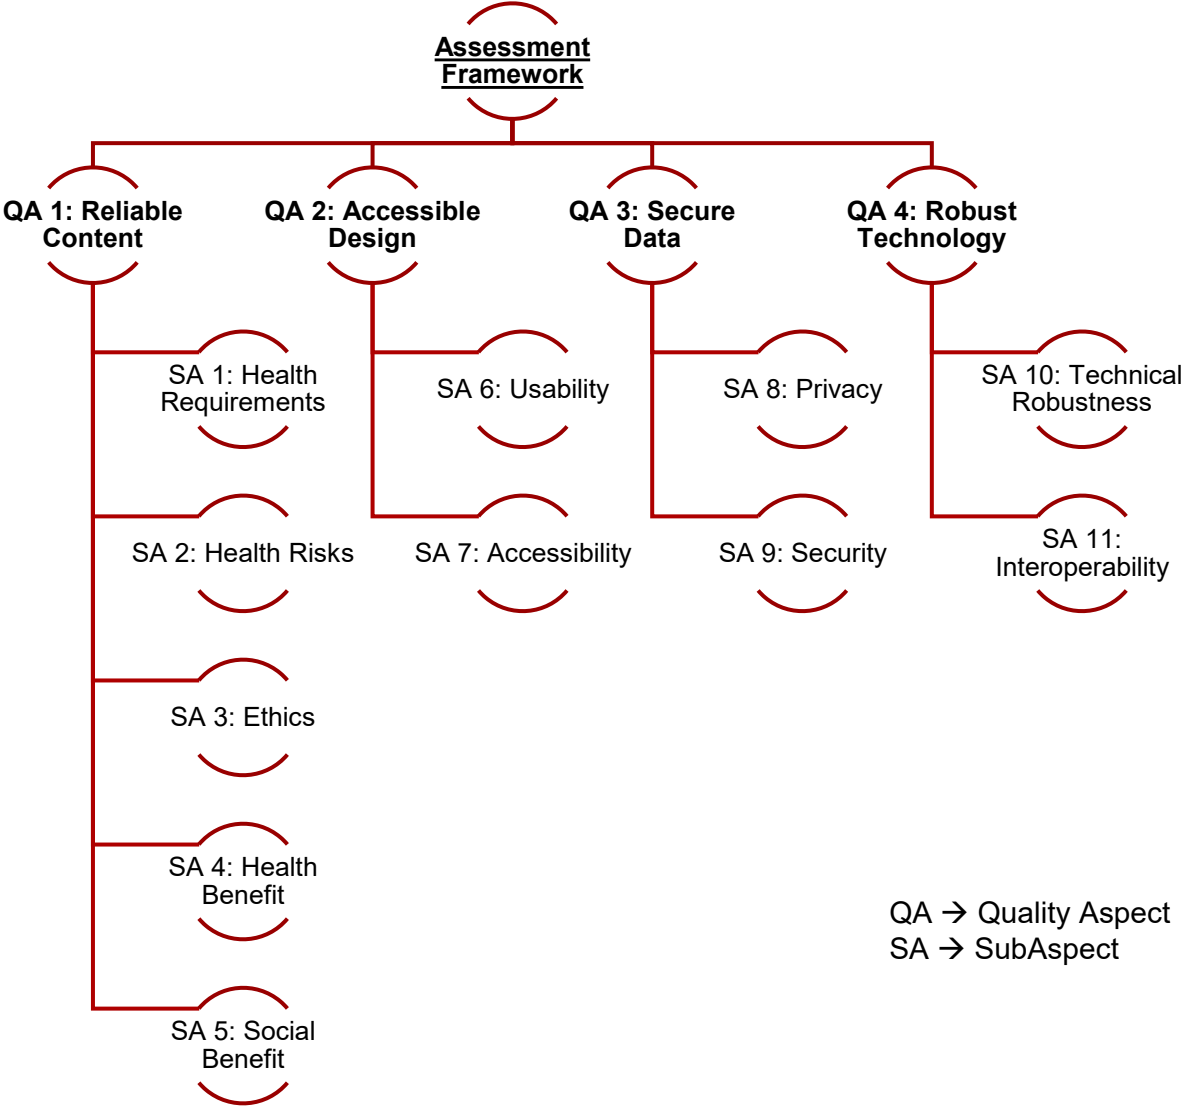 Assessment
Framework
QA 1: Reliable
Content
QA 2: Accessible
Design
QA 3: Secure
Data
QA 4: Robust
Technology
SA 1: Health
Requirements
SA 6: Usability
SA 8: Privacy
SA 10: Technical
Robustness
SA 2: Health Risks
SA 7: Accessibility
SA 9: Security
SA 11:
Interoperability
SA 3: Ethics
SA 4: Health
Benefit
SA 5: Social
Benefit
QA → Quality Aspect
SA → SubAspect